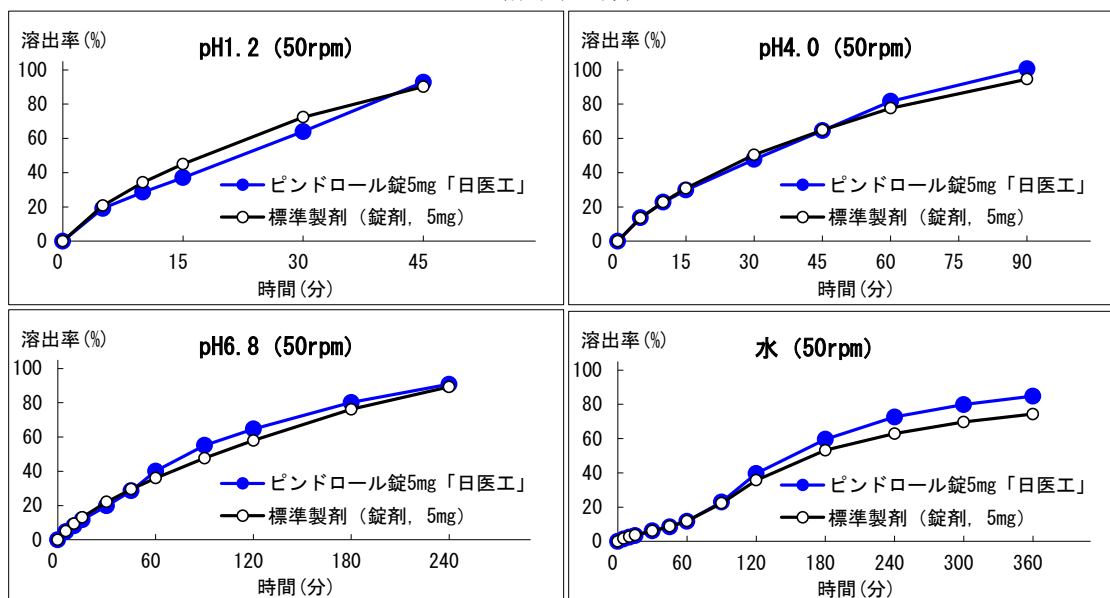 溶出率(%)
pH1.2 (50rpm)
100
80
60
40
20
0
0 15 30 45
時間(分)
ピンドロール錠5mg「日医工」
標準製剤（錠剤, 5mg）
溶出率(%)
pH4.0 (50rpm)
100
80
60
40
20
0
0 15 30 45 60 75 90
時間(分)
ピンドロール錠5mg「日医工」
標準製剤（錠剤, 5mg）
溶出率(%)
pH6.8 (50rpm)
100
80
60
40
20
0
0 60 120 180 240
時間(分)
ピンドロール錠5mg「日医工」
標準製剤（錠剤, 5mg）
溶出率(%)
水 (50rpm)
100
80
60
40
20
0
0 60 120 180 240 300 360
時間(分)
ピンドロール錠5mg「日医工」
標準製剤（錠剤, 5mg）